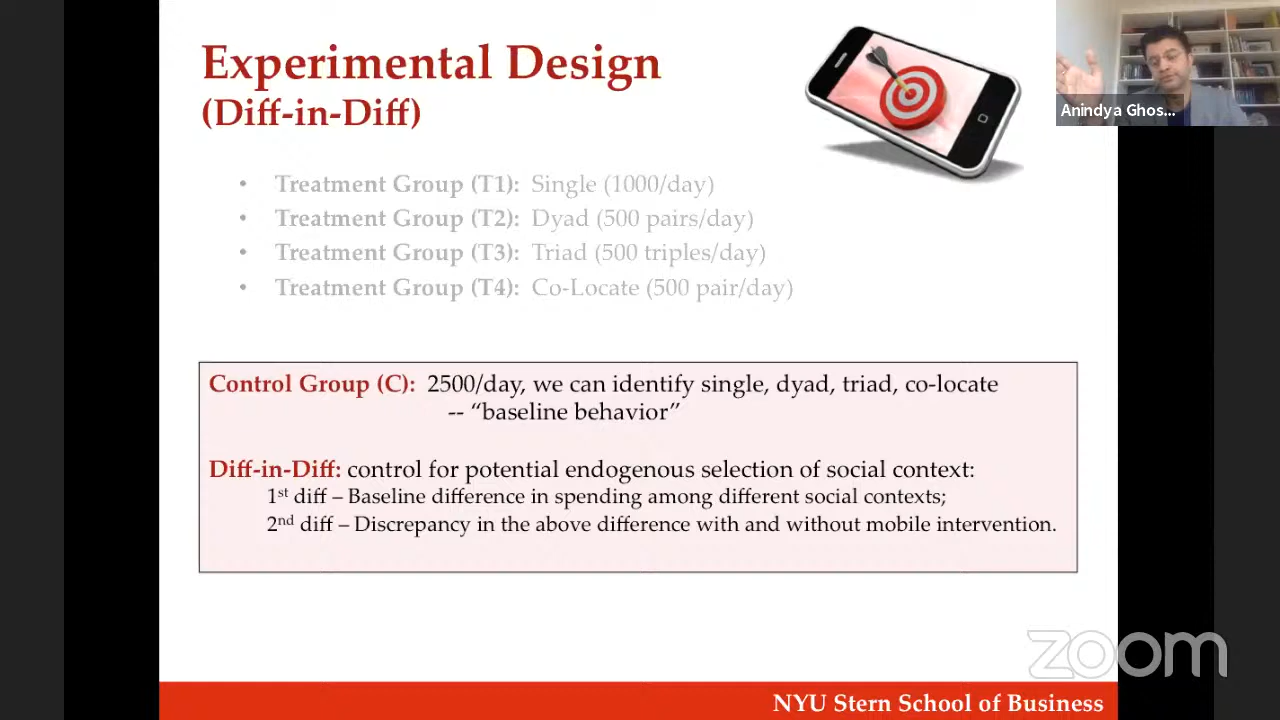 Experimental Design
(Diff-in-Diff)
Anindya Ghos...
• Treatment Group (T1): Single (1000/day)
• Treatment Group (T2): Dyad (500 pairs/day)
• Treatment Group (T3): Triad (500 triples/day)
• Treatment Group (T4): Co-Locate (500 pair/day)
Control Group (C): 2500/day, we can identify single, dyad, triad, co-locate
-- “baseline behavior”
Diff-in-Diff: control for potential endogenous selection of social context:
1st diff – Baseline difference in spending among different social contexts;
2nd diff – Discrepancy in the above difference with and without mobile intervention.
zoom
NYU Stern School of Business